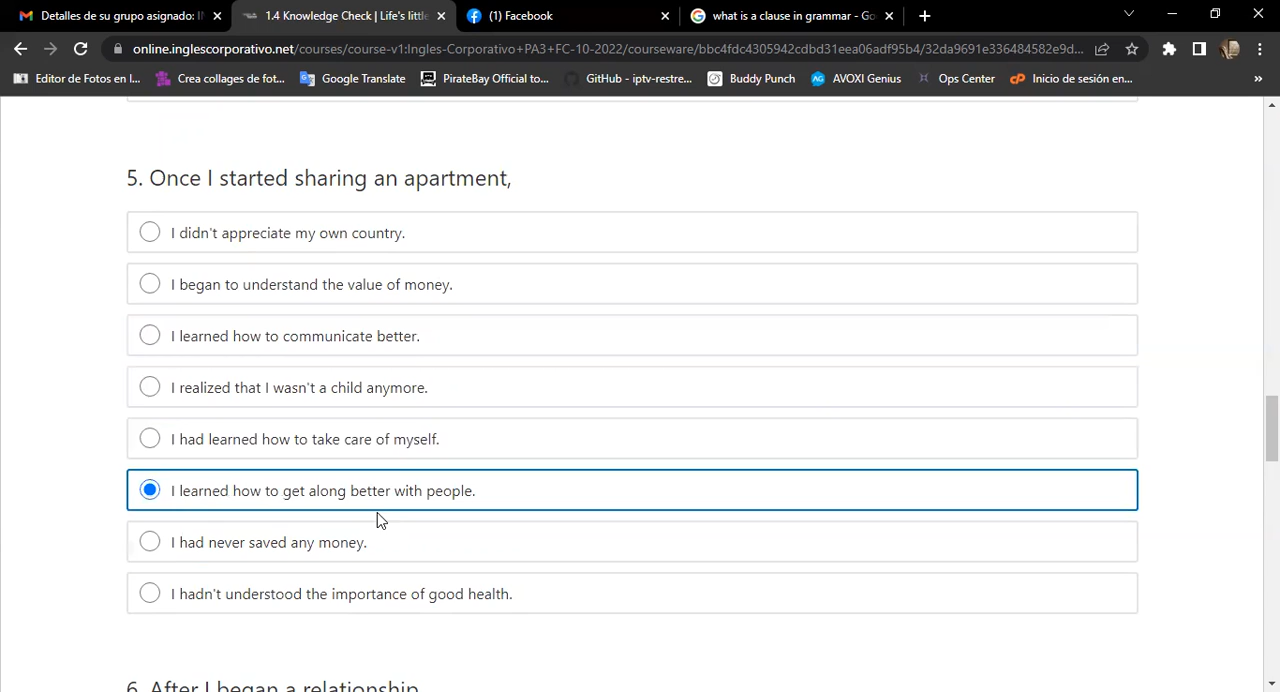 Detalles de su grupo asignado: I
1.4 Knowledge Check | Life's little
(1) Facebook
what is a clause in grammar - Go
online.inglescorporativo.net/courses/course-v1:Ingles-Corporativo+PA3+FC-10-2022/courseware/bbc4fdc4305942cdbd31eea06adf95b4/32da9691e336484582e9d...
Editor de Fotos en l...
Crea collages de fot...
Google Translate
PirateBay Official to...
GitHub - iptv-restre...
Buddy Punch
AVOXI Genius
Ops Center
Inicio de sesión en...
»
5. Once I started sharing an apartment,
I didn't appreciate my own country.
I began to understand the value of money.
I learned how to communicate better.
I realized that I wasn't a child anymore.
I had learned how to take care of myself.
I learned how to get along better with people.
I had never saved any money.
I hadn't understood the importance of good health.
6. After I began a relationship